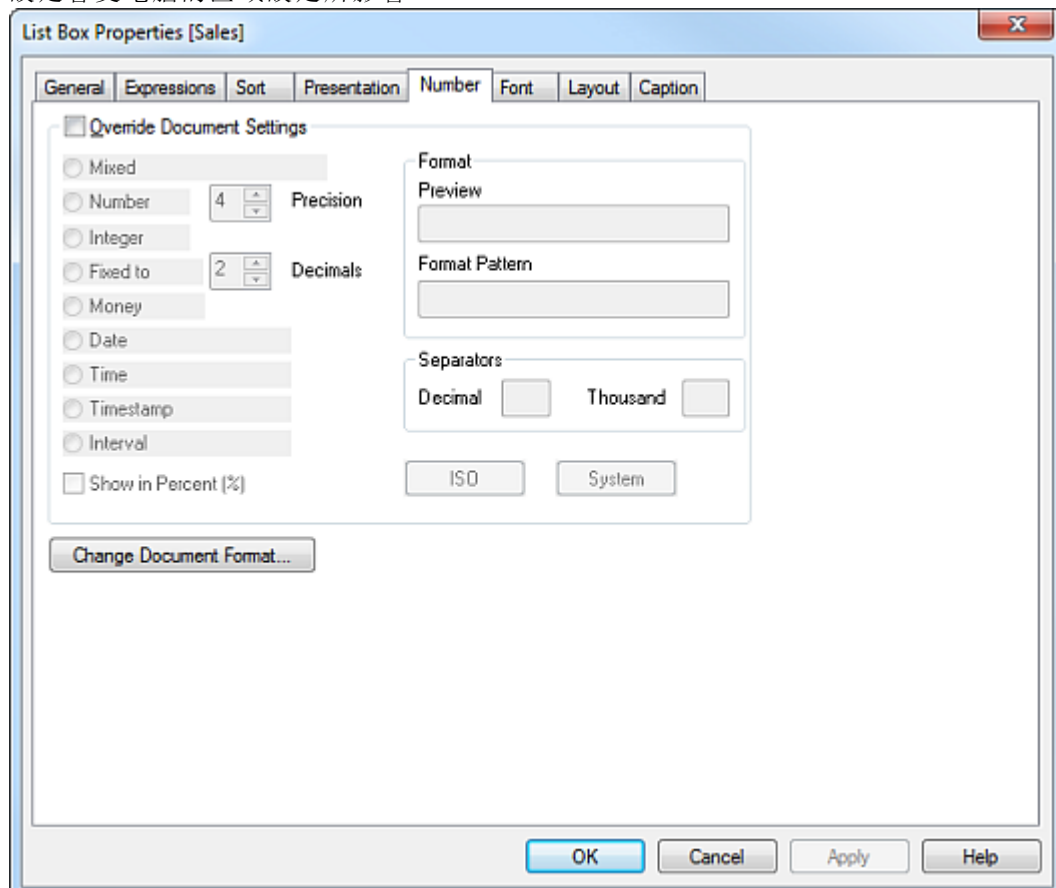 List Box Properties [Sales]
General Expressions Sort Presentation Number Font Layout Caption
Override Document Settings
Mixed
Number 4 Precision
Integer
Fixed to 2 Decimals
Money
Date
Time
Timestamp
Interval
Show in Percent (%)
Format
Preview
Format Pattern
Separators
Decimal Thousand
ISO System
Change Document Format...
OK Cancel Apply Help